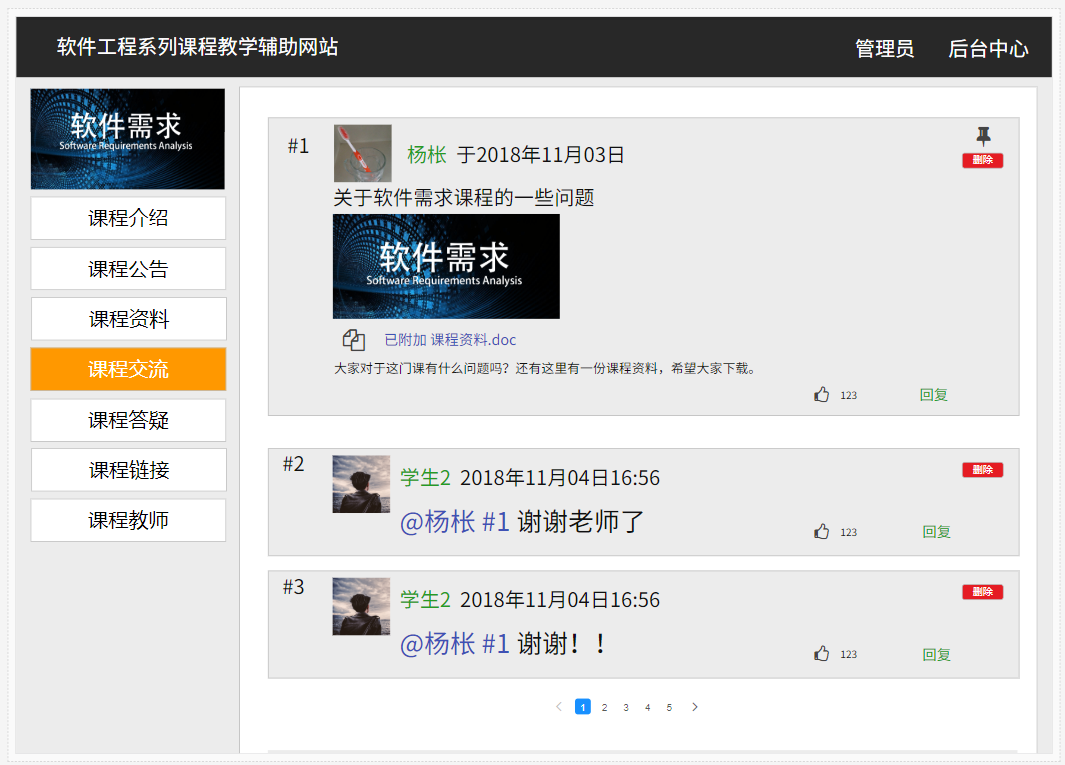 软件工程系列课程教学辅助网站
管理员 后台中心
软件需求
Software Requirements Analysis
课程介绍
课程公告
课程资料
课程交流
课程答疑
课程链接
课程教师
#1
杨枨 于2018年11月03日
删除
关于软件需求课程的一些问题
软件需求
Software Requirements Analysis
已附加 课程资料.doc
大家对于这门课有什么问题吗？还有这里有一份课程资料，希望大家下载。
123 回复
#2
学生2 2018年11月04日16:56
删除
@杨枨 #1 谢谢老师了
123 回复
#3
学生2 2018年11月04日16:56
删除
@杨枨 #1 谢谢！！
123 回复
< 1 2 3 4 5 >